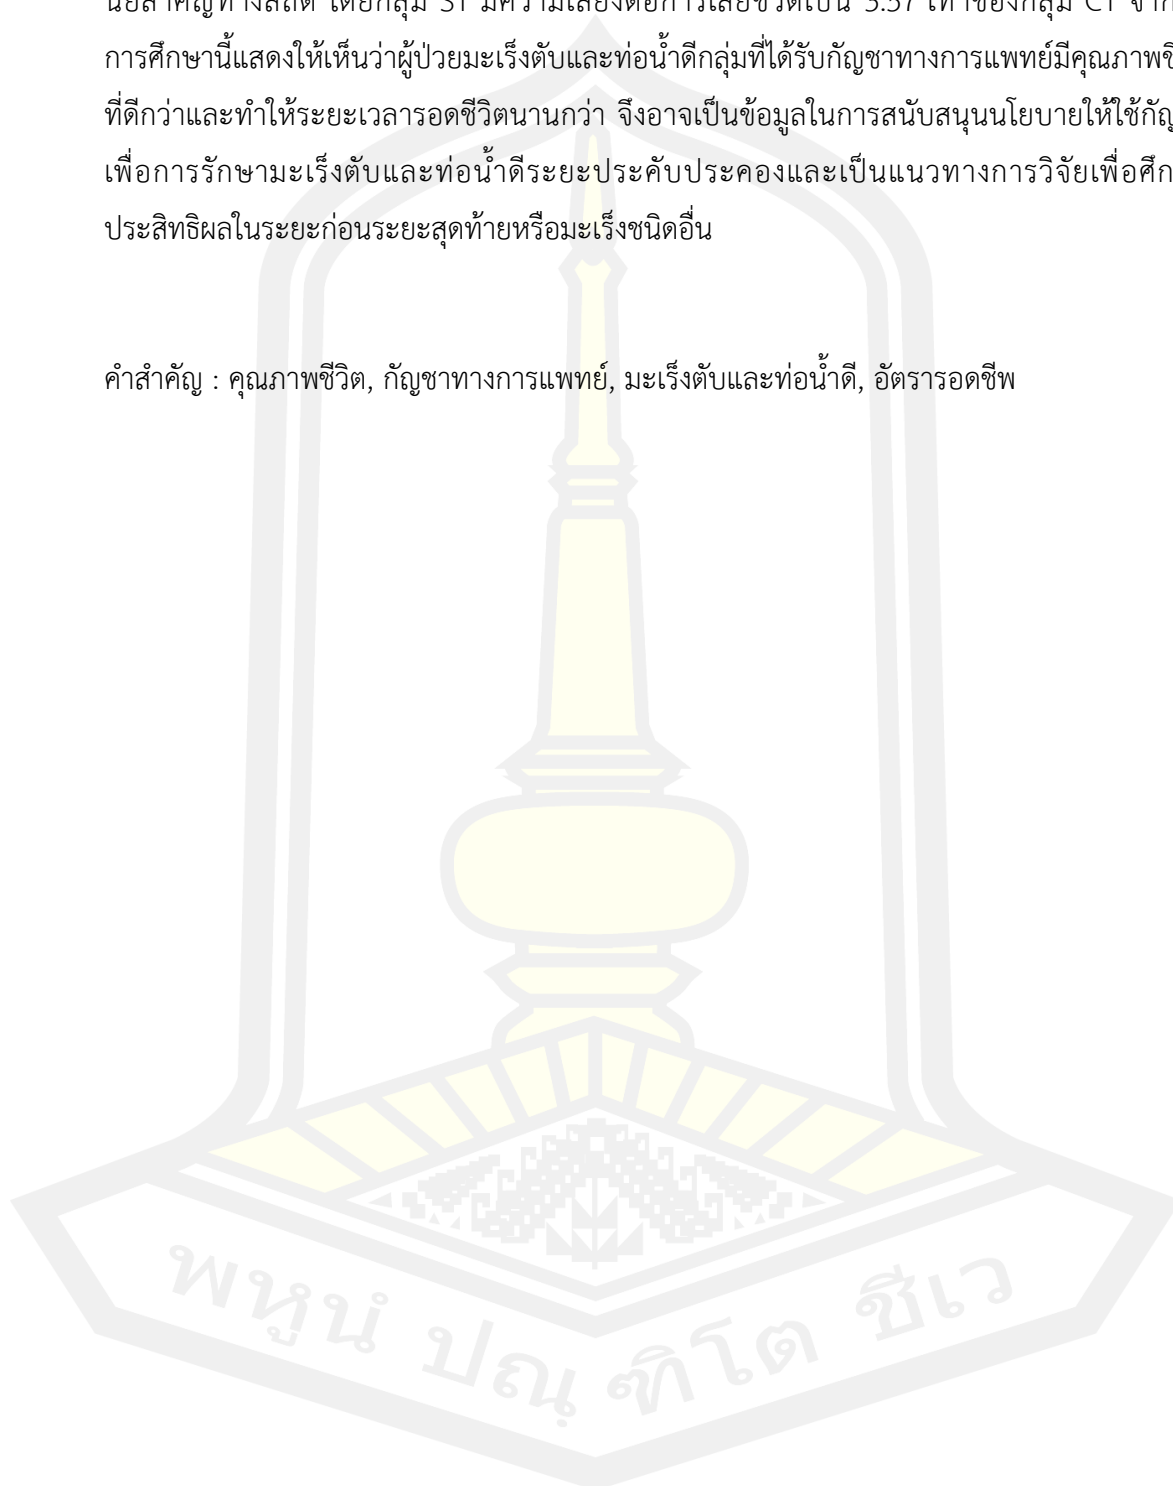 นัยสำคัญทางสถิติ โดยกลุ่ม ST มีความเสี่ยงต่อการเสียชีวิตเป็น 3.57 เท่าของกลุ่ม CT จาก
การศึกษานี้แสดงให้เห็นว่าผู้ป่วยมะเร็งตับและท่อน้ำดีกลุ่มที่ได้รับกัญชาทางการแพทย์มีคุณภาพชี
ที่ดีกว่าและทำให้ระยะเวลารอดชีวิตนานกว่า จึงอาจเป็นข้อมูลในการสนับสนุนนโยบายให้ใช้กัญ
เพื่อการรักษามะเร็งตับและท่อน้ำดีระยะประคับประคองและเป็นแนวทางการวิจัยเพื่อศึก
ประสิทธิผลในระยะก่อนระยะสุดท้ายหรือมะเร็งชนิดอื่น
คำสำคัญ : คุณภาพชีวิต, กัญชาทางการแพทย์, มะเร็งตับและท่อน้ำดี, อัตรารอดชีพ
พหูนํ ปณฺฑิโต ชีเว